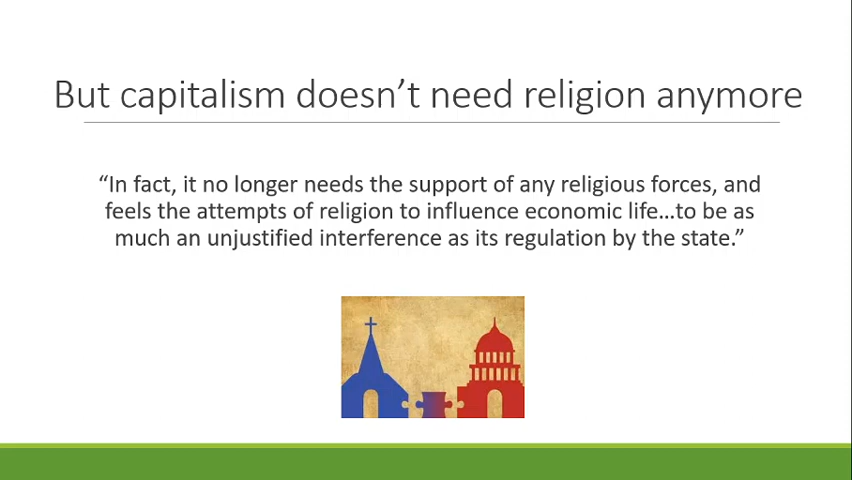 But capitalism doesn’t need religion anymore
“In fact, it no longer needs the support of any religious forces, and
feels the attempts of religion to influence economic life…to be as
much an unjustified interference as its regulation by the state.”